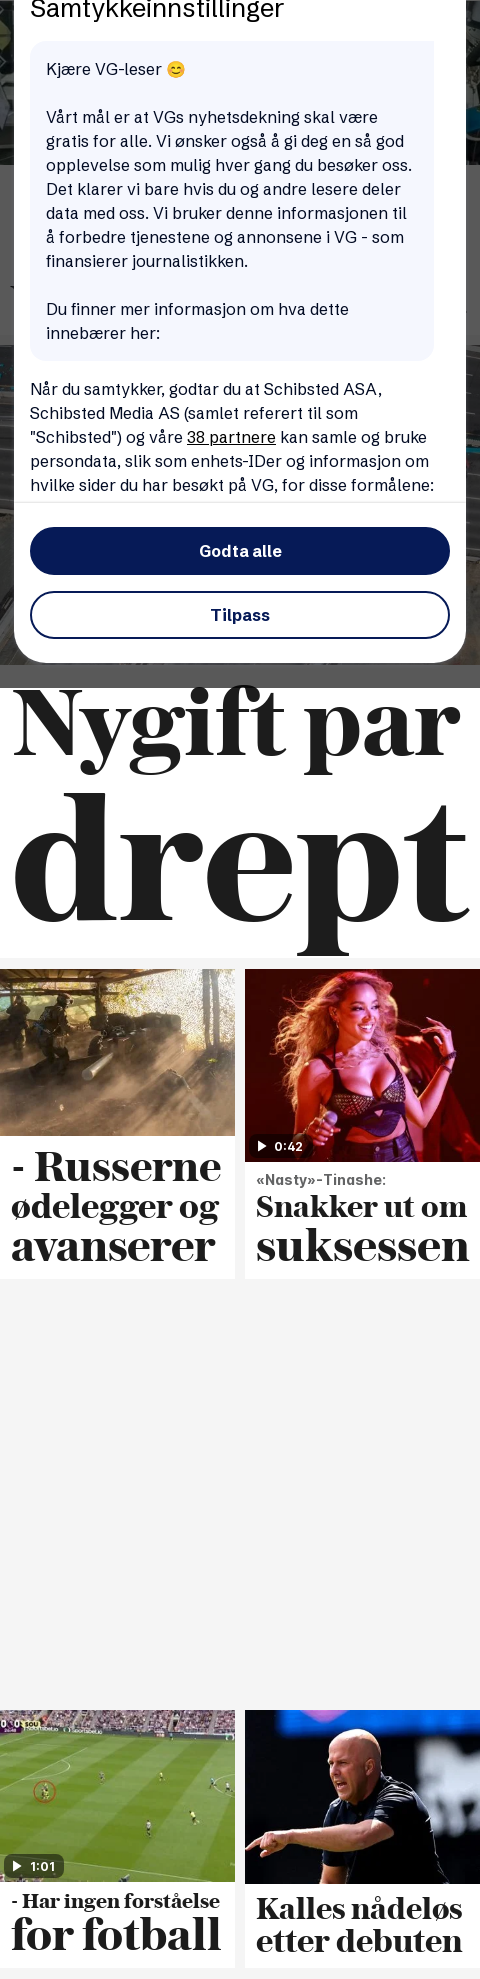 Samtykkeinnstillinger
Kjære VG-leser 😊
Vårt mål er at VGs nyhetsdekning skal være
gratis for alle. Vi ønsker også å gi deg en så god
opplevelse som mulig hver gang du besøker oss.
Det klarer vi bare hvis du og andre lesere deler
data med oss. Vi bruker denne informasjonen til
å forbedre tjenestene og annonsene i VG - som
finansierer journalistikken.
Du finner mer informasjon om hva dette
innebærer her:
Når du samtykker, godtar du at Schibsted ASA,
Schibsted Media AS (samlet referert til som
"Schibsted") og våre 38 partnere kan samle og bruke
persondata, slik som enhets-IDer og informasjon om
hvilke sider du har besøkt på VG, for disse formålene:
Godta alle
Tilpass
Nygift par
drept
- Russerne
ødelegger og
avanserer
0:42
«Nasty»-Tinashe:
Snakker ut om
suksessen
1:01
- Har ingen forståelse
for fotball
Kalles nådeløs
etter debuten